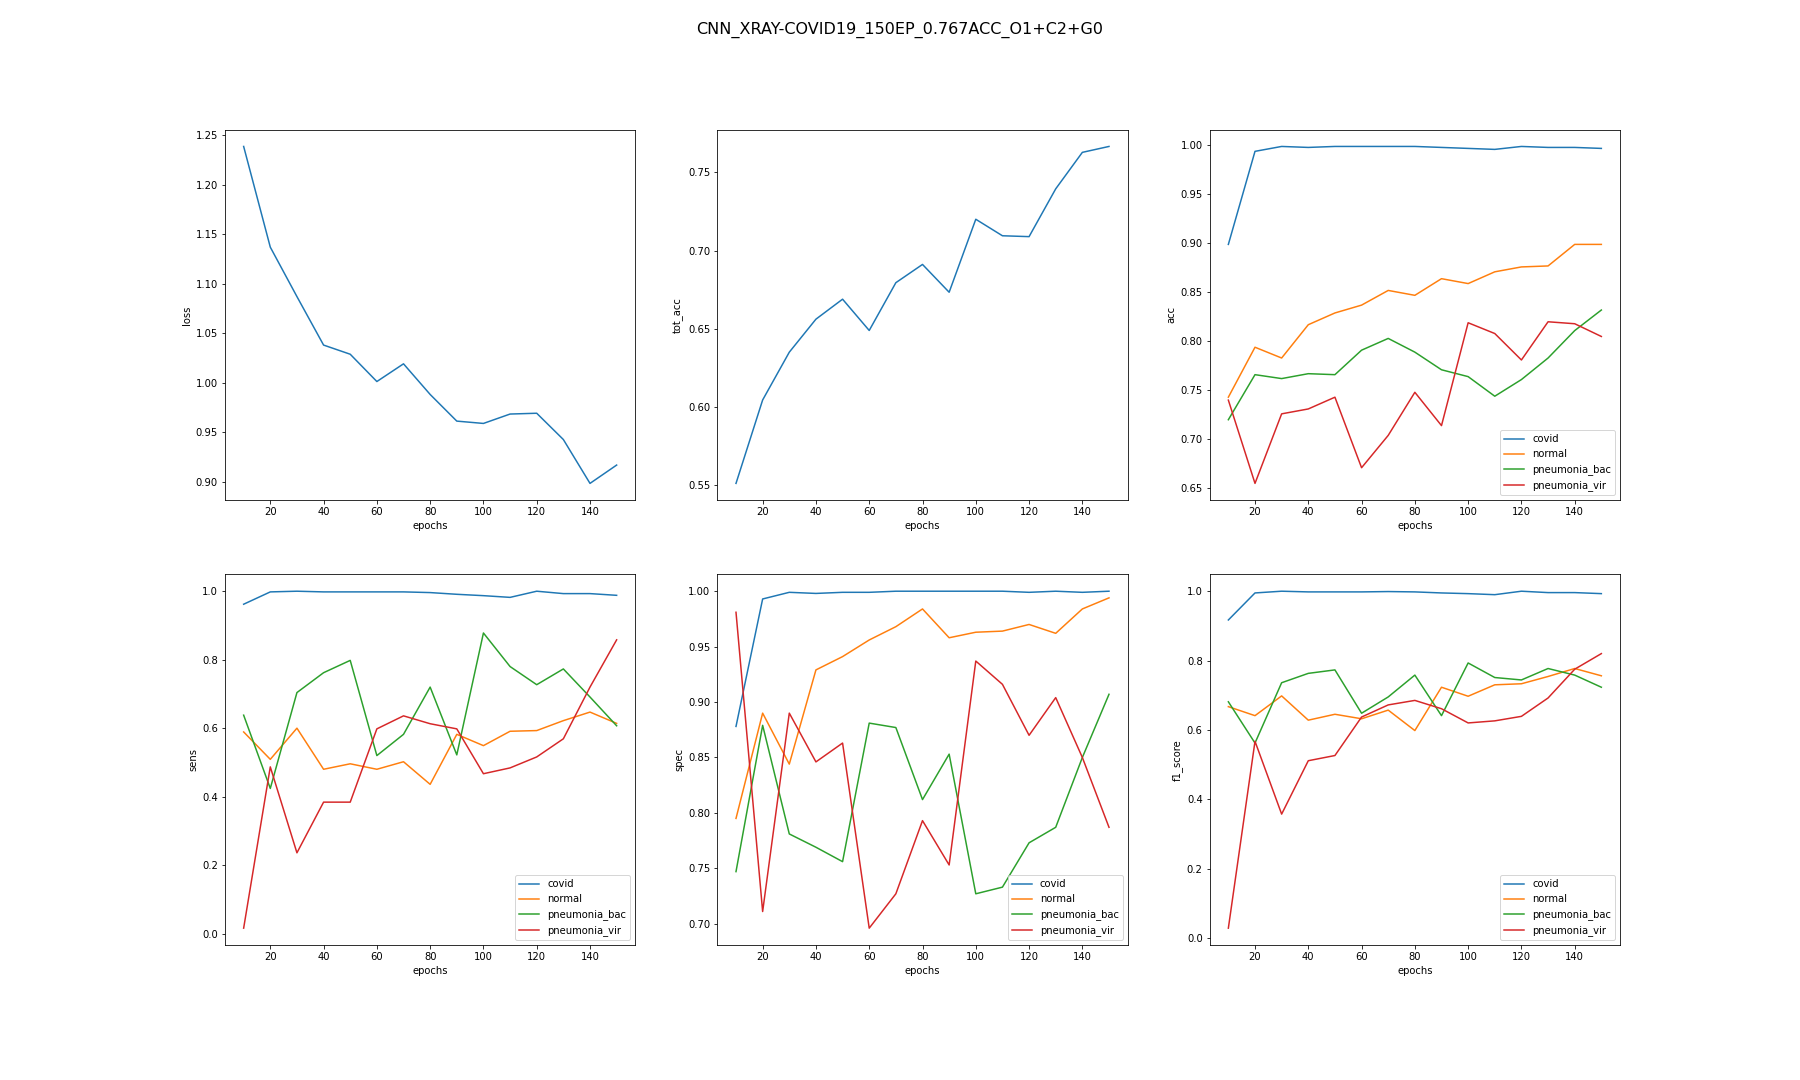 CNN_XRAY-COVID19_150EP_0.767ACC_O1+C2+G0
1.25
1.20
1.15
1.10
1.05
1.00
0.95
0.90
loss
20 40 60 80 100 120 140
epochs
0.75
0.70
0.65
0.60
0.55
tot_acc
20 40 60 80 100 120 140
epochs
1.00
0.95
0.90
0.85
0.80
0.75
0.70
0.65
acc
covid
normal
pneumonia_bac
pneumonia_vir
20 40 60 80 100 120 140
epochs
1.0
0.8
0.6
0.4
0.2
0.0
sens
covid
normal
pneumonia_bac
pneumonia_vir
20 40 60 80 100 120 140
epochs
1.00
0.95
0.90
0.85
0.80
0.75
0.70
spec
covid
normal
pneumonia_bac
pneumonia_vir
20 40 60 80 100 120 140
epochs
1.0
0.8
0.6
0.4
0.2
0.0
f1_score
covid
normal
pneumonia_bac
pneumonia_vir
20 40 60 80 100 120 140
epochs